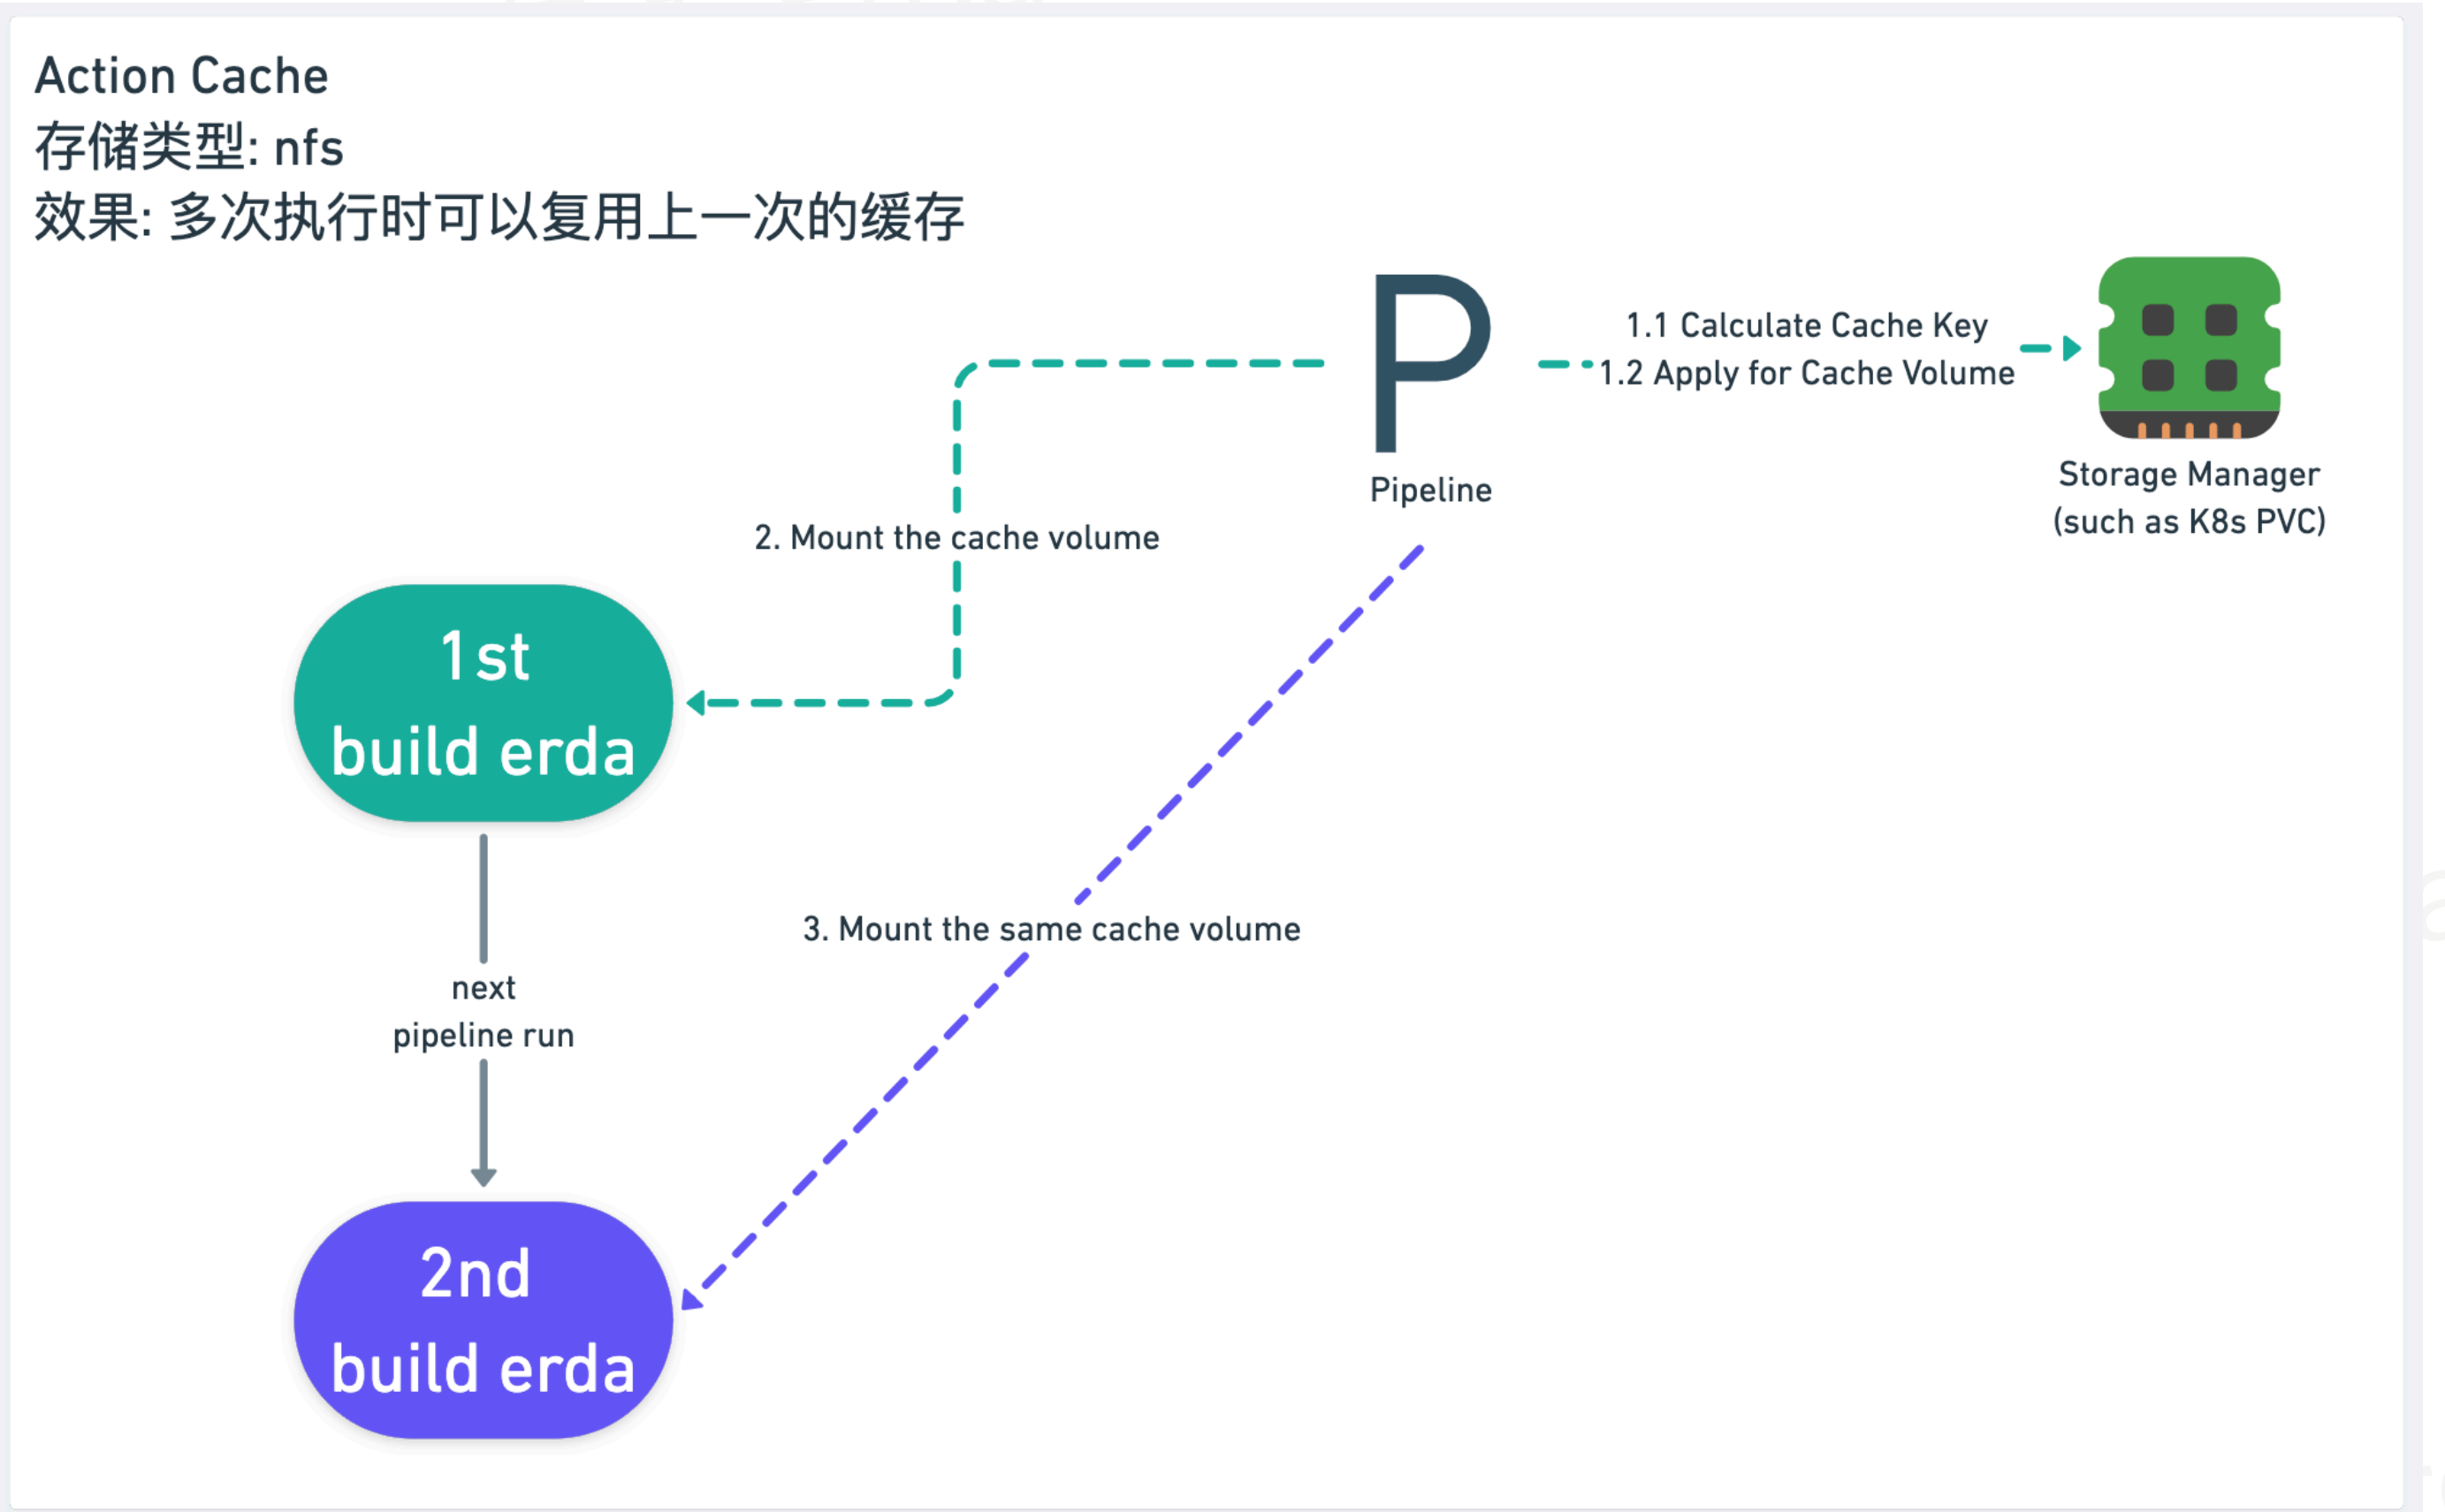 Action Cache
存储类型: nfs
效果: 多次执行时可以复用上一次的缓存
P
Pipeline
1.1 Calculate Cache Key
1.2 Apply for Cache Volume
Storage Manager
(such as K8s PVC)
2. Mount the cache volume
1st
build erda
3. Mount the same cache volume
next
pipeline run
2nd
build erda